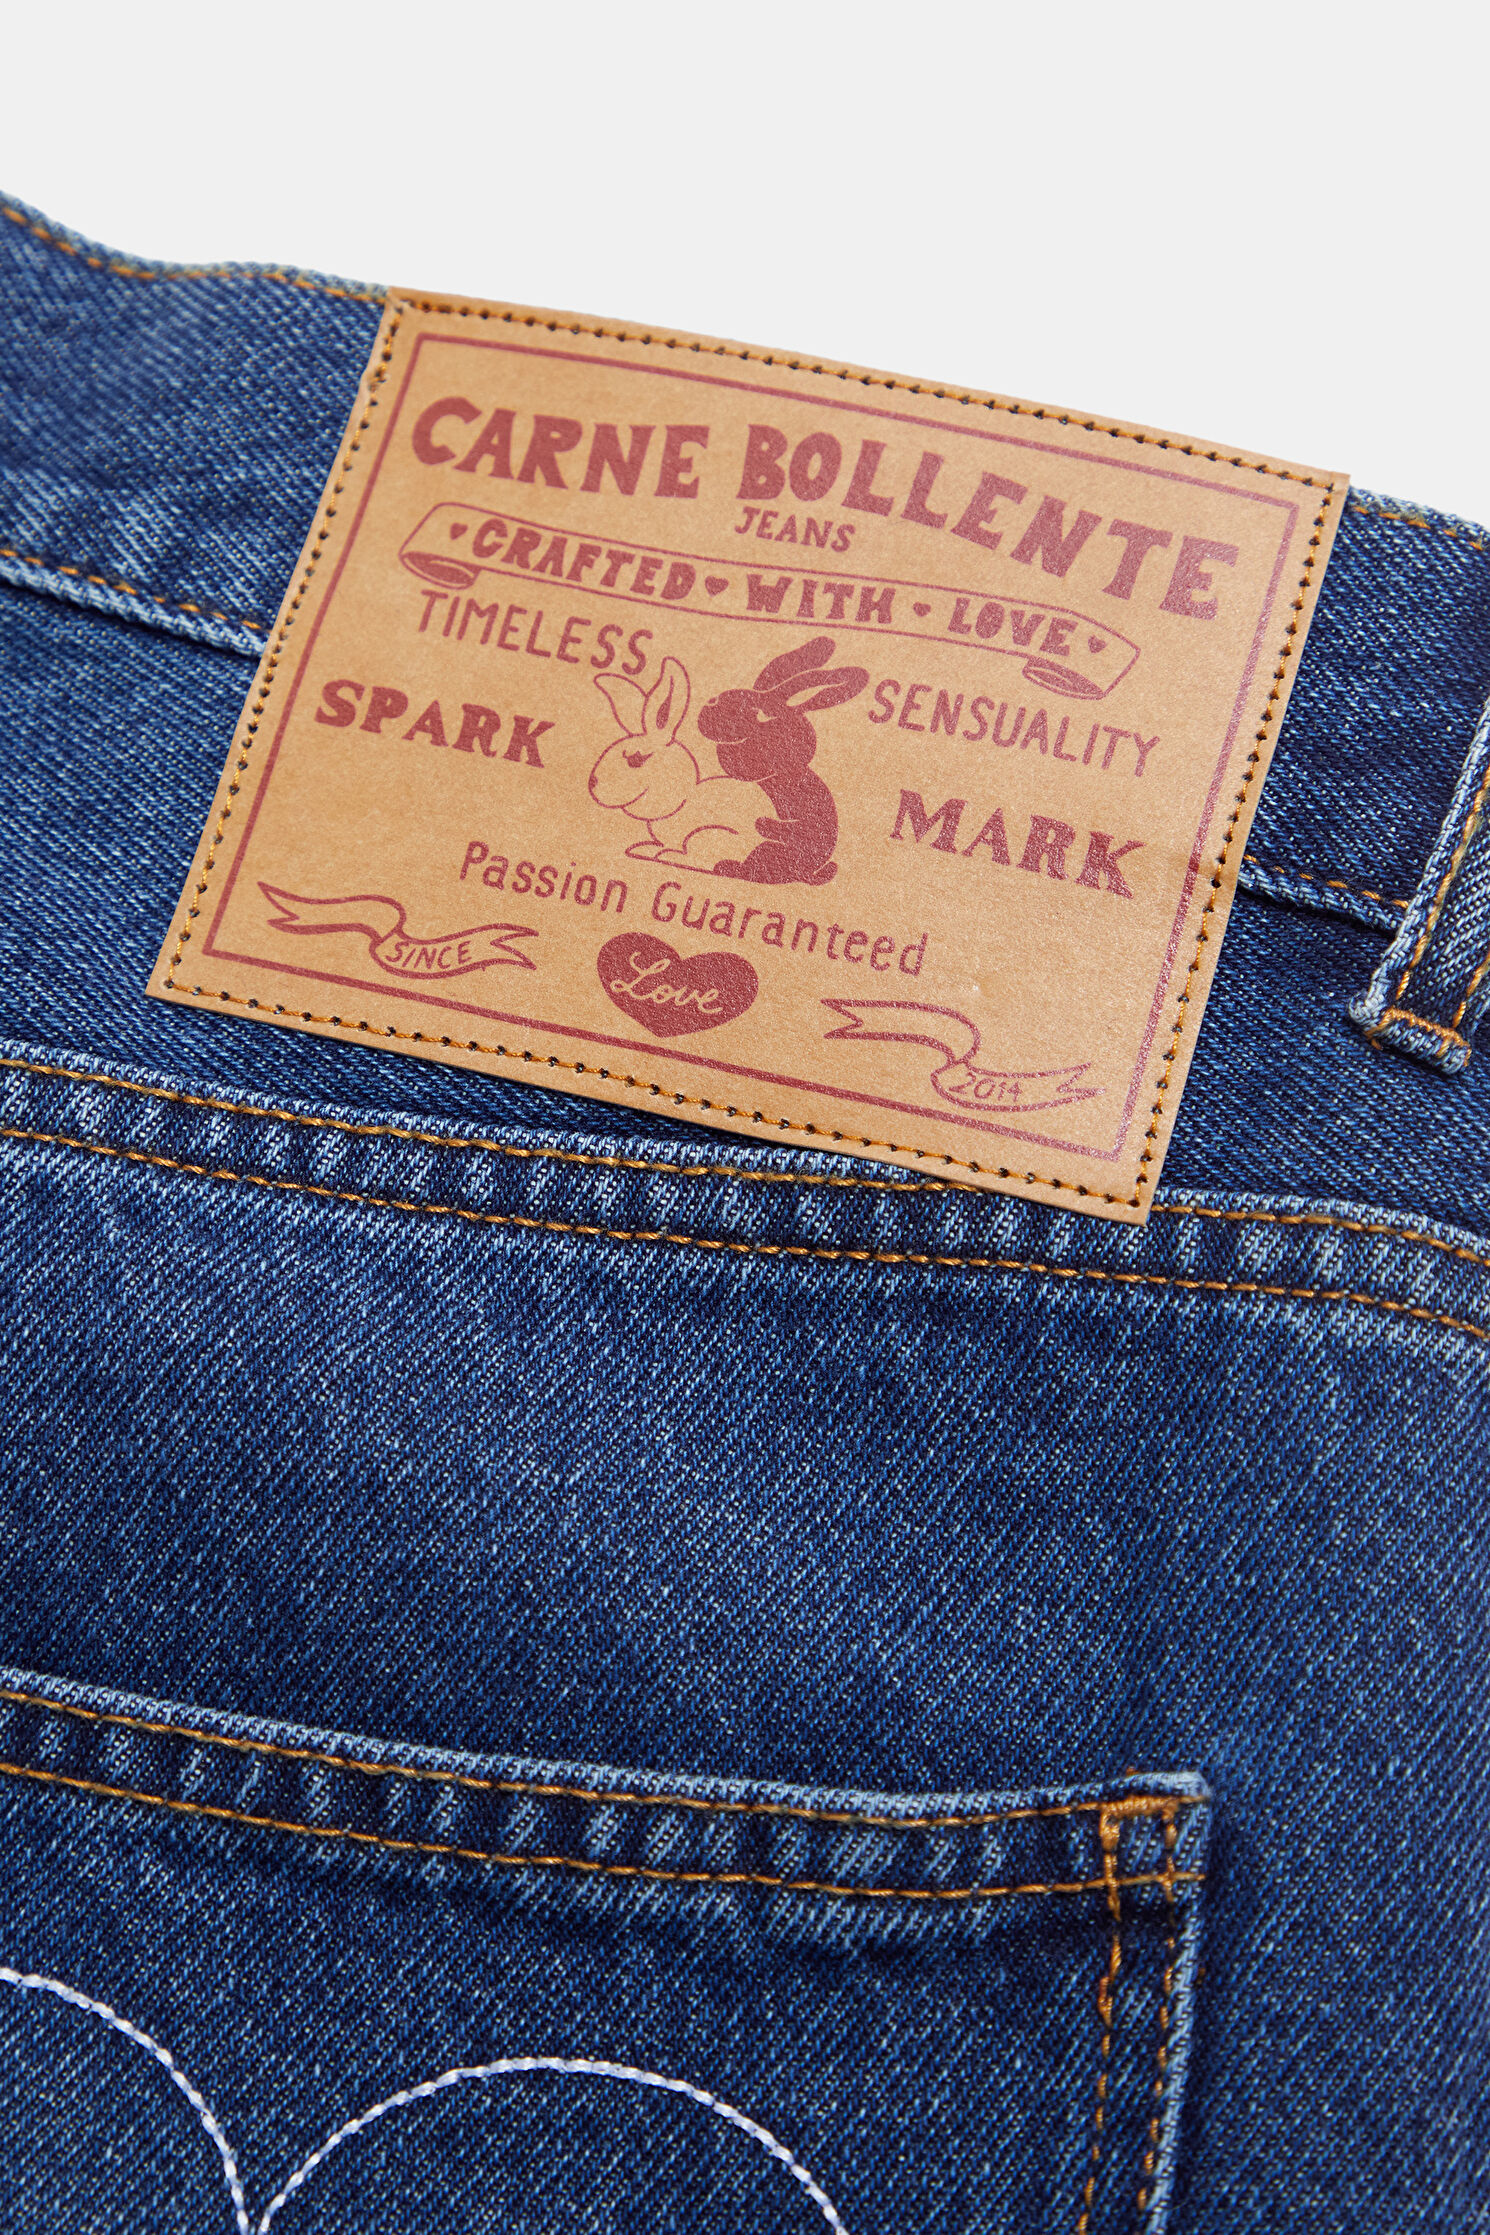 CARNE BOLLENTE
JEANS
CRAFTED WITH LOVE
TIMELESS SENSUALITY
SPARK MARK
Passion Guaranteed
SINCE Love 2014